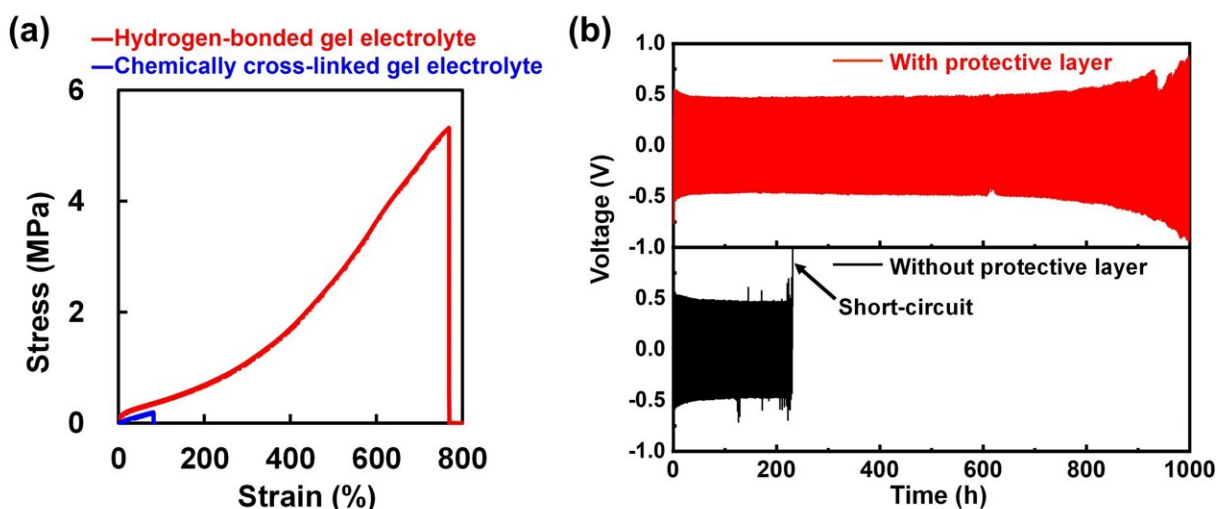 (a)
Hydrogen-bonded gel electrolyte
Chemically cross-linked gel electrolyte
6
4
2
0
Stress (MPa)
0 200 400 600 800
Strain (%)
(b)
1.0
0.5
0.0
-0.5
-1.0
With protective layer
Voltage (V)
0.5
0.0
-0.5
-1.0
Without protective layer
Short-circuit
0 200 400 600 800 1000
Time (h)